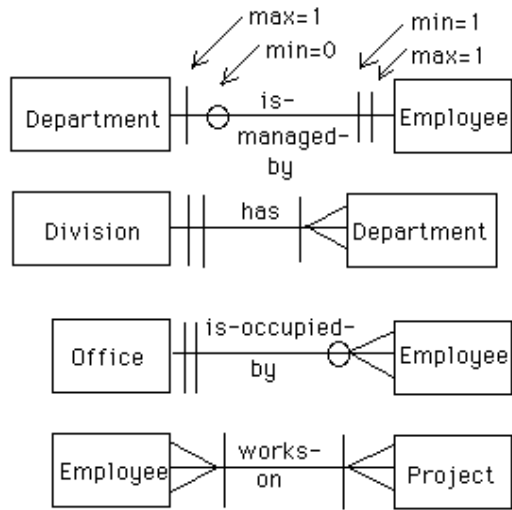 max=1
min=0
min=1
max=1
Department
is-
managed-
by
Employee
Division
has
Department
Office
is-occupied-
by
Employee
Employee
works-
on
Project